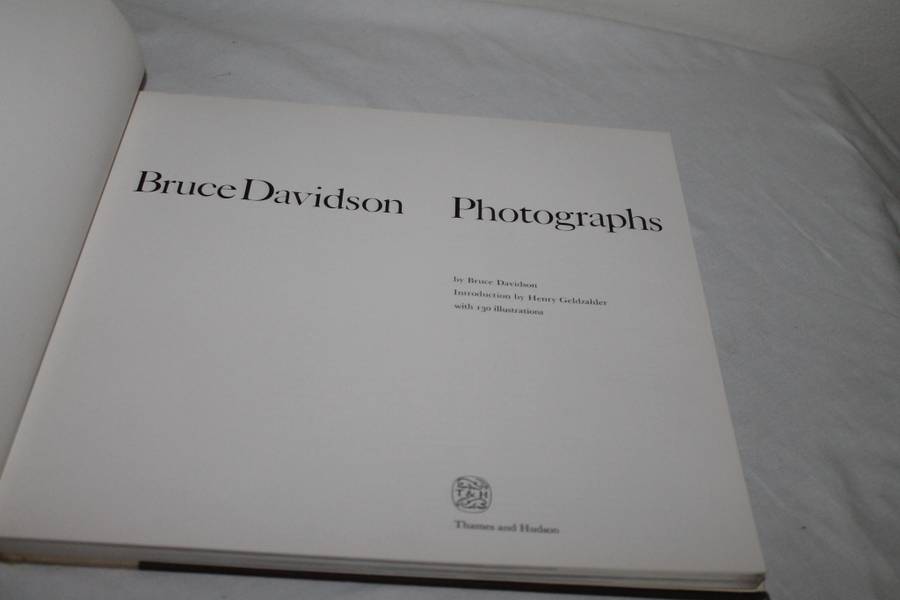 Bruce Davidson Photographs
by Bruce Davidson
Introduction by Henry Geldzahler
with 130 illustrations
T&H
Thames and Hudson